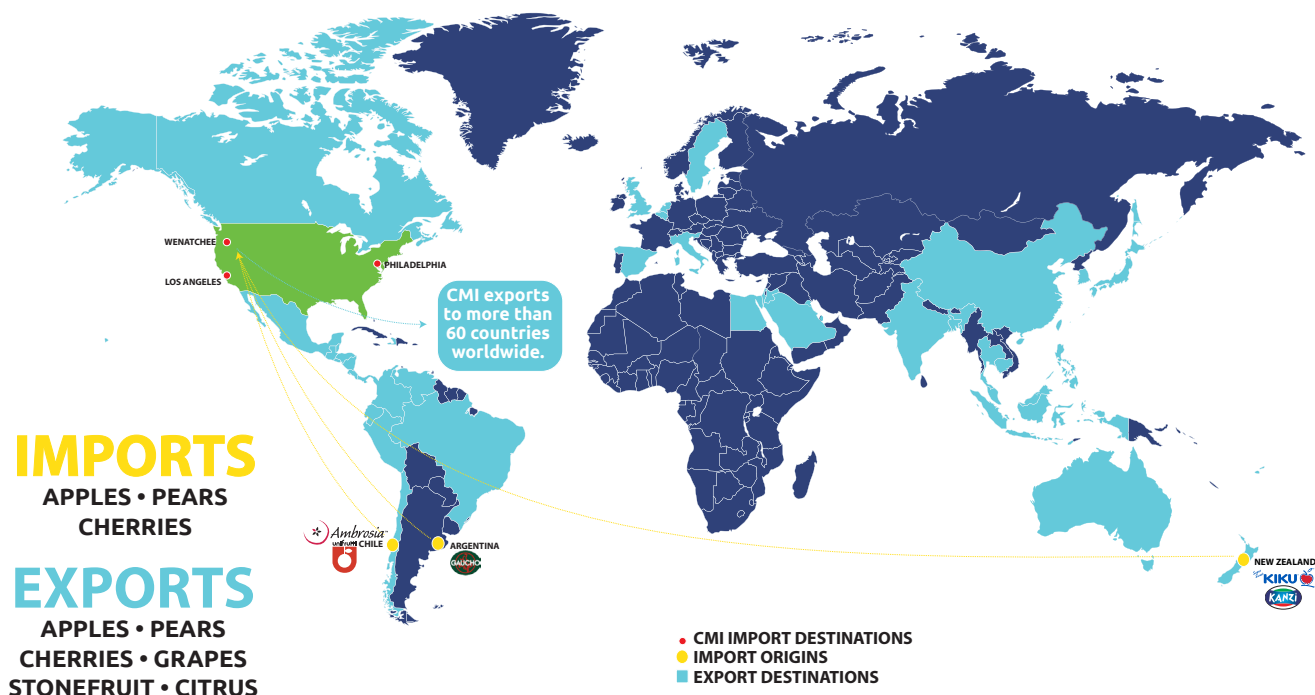 WENATCHEE
LOS ANGELES
PHILADELPHIA
CMI exports
to more than
60 countries
worldwide.
IMPORTS
APPLES • PEARS
CHERRIES
EXPORTS
APPLES • PEARS
CHERRIES • GRAPES
STONEFRUIT • CITRUS
Ambrosia™
CHILE
ARGENTINA
GAUCHO
NEW ZEALAND
KIKU
KANZi
CMI IMPORT DESTINATIONS
IMPORT ORIGINS
EXPORT DESTINATIONS